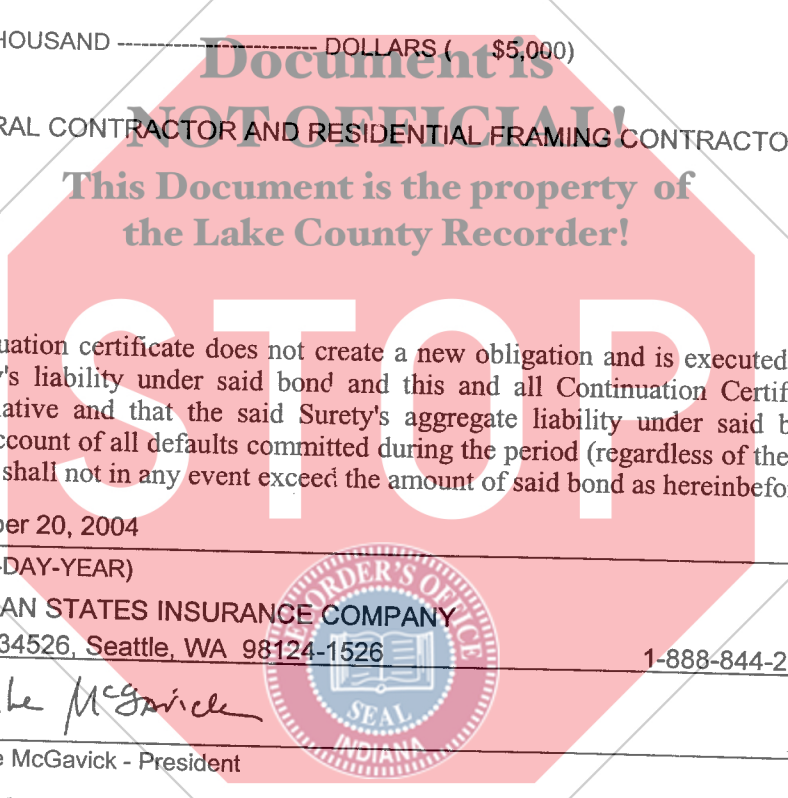 HOUSAND ------------------------- DOLLARS ( $5,000)
Document is
NOT OFFICIAL!
RAL CONTRACTOR AND RESIDENTIAL FRAMING CONTRACTO
This Document is the property of
the Lake County Recorder!
STOP
uation certificate does not create a new obligation and is executed
y's liability under said bond and this and all Continuation Certif
ative and that the said Surety's aggregate liability under said b
ccount of all defaults committed during the period (regardless of the
shall not in any event exceed the amount of said bond as hereinbefo
ber 20, 2004
-DAY-YEAR)
AN STATES INSURANCE COMPANY
34526, Seattle, WA 98124-1526 1-888-844-2
ke McGavick
e McGavick - President
RECORDER'S OFFICE
SEAL
INDIANA